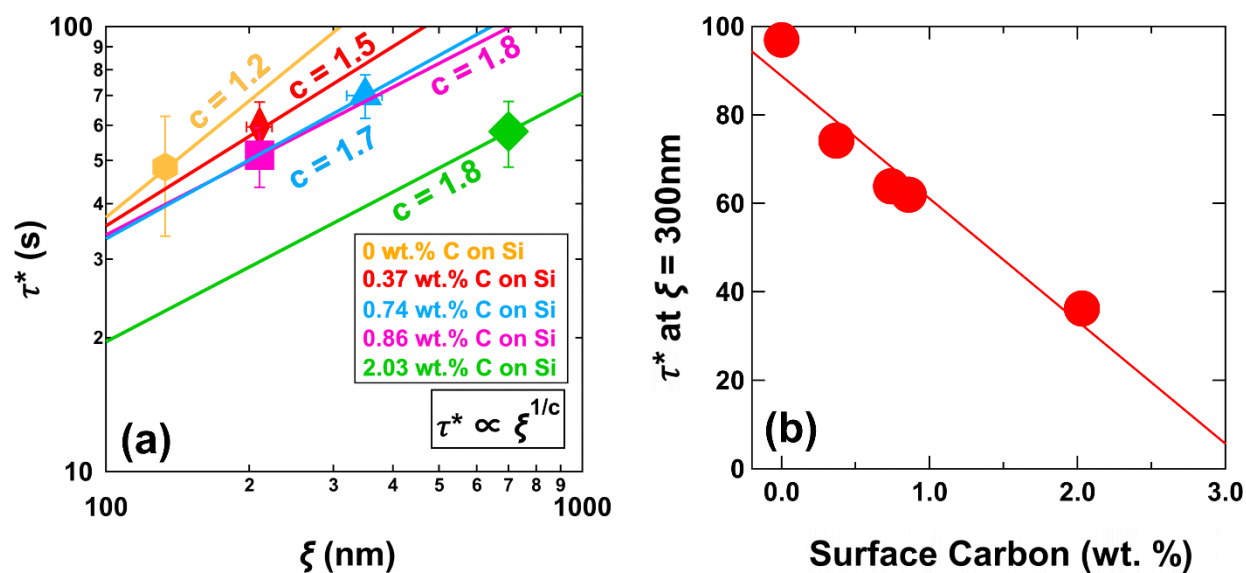 100
9
8
7
6
5
4
3
2
10
τ* (s)
c = 1.2
c = 1.5
c = 1.8
c = 1.7
c = 1.8
0 wt.% C on Si
0.37 wt.% C on Si
0.74 wt.% C on Si
0.86 wt.% C on Si
2.03 wt.% C on Si
τ* ∝ ξ^1/c
(a)
100 2 3 4 5 6 7 8 9 1000
ξ (nm)
100
80
60
40
20
0
τ* at ξ = 300nm
(b)
0.0 1.0 2.0 3.0
Surface Carbon (wt. %)